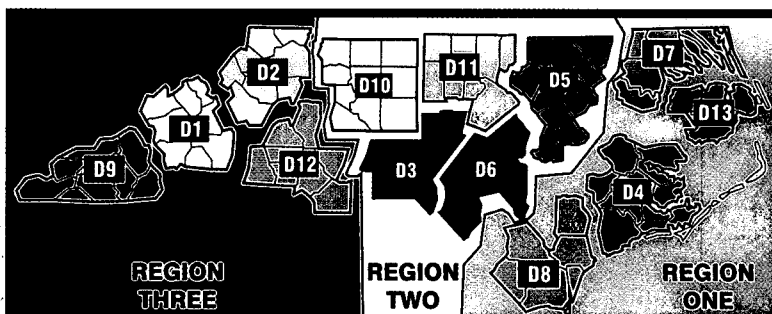 D7
D2
D11
D5
D10
D13
D1
D12
D9
D3
D6
D4
D8
REGION
THREE
REGION
TWO
REGION
ONE